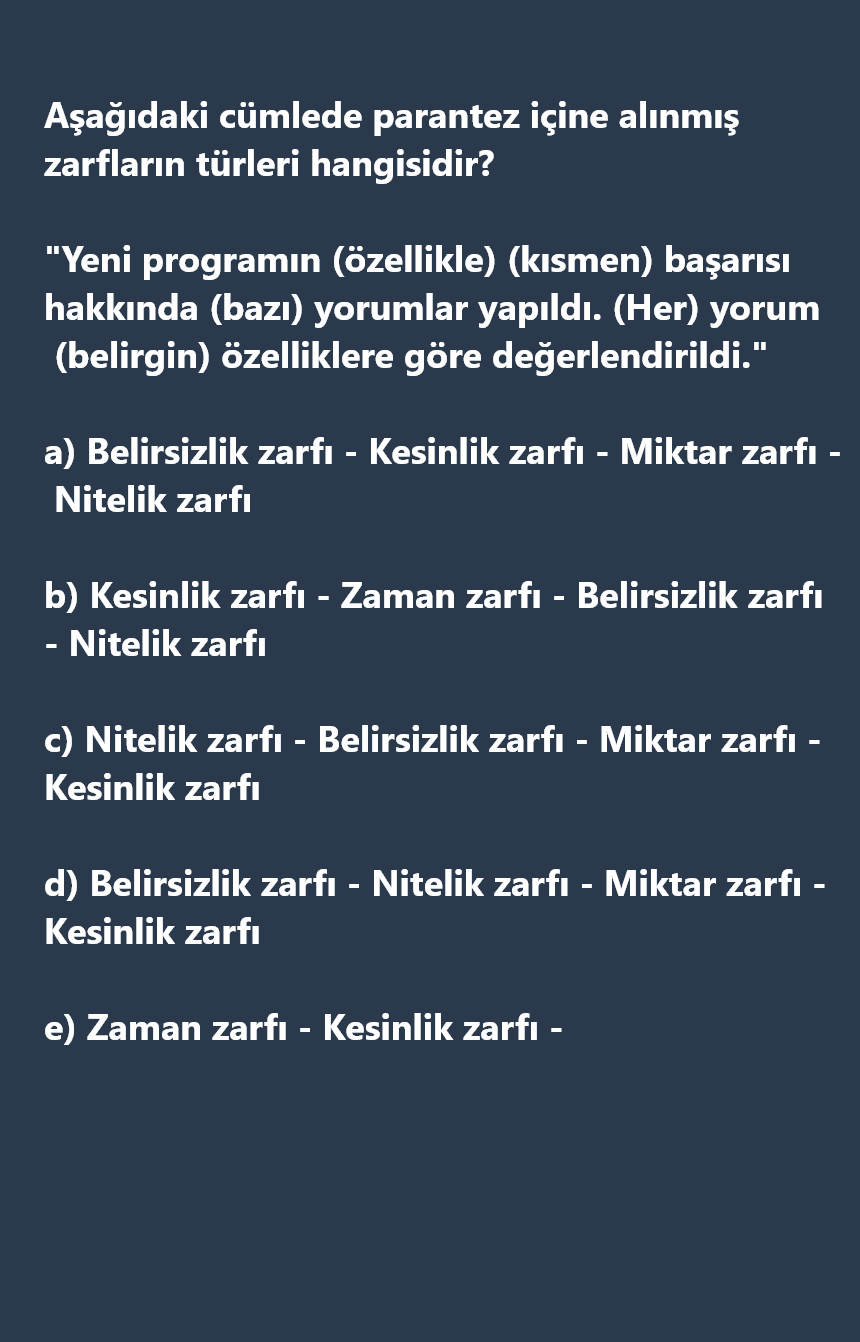 Aşağıdaki cümlede parantez içine alınmış
zarfların türleri hangisidir?
"Yeni programın (özellikle) (kısmen) başarısı
hakkında (bazı) yorumlar yapıldı. (Her) yorum
(belirgin) özelliklere göre değerlendirildi."
a) Belirsizlik zarfı - Kesinlik zarfı - Miktar zarfı -
Nitelik zarfı
b) Kesinlik zarfı - Zaman zarfı - Belirsizlik zarfı
- Nitelik zarfı
c) Nitelik zarfı - Belirsizlik zarfı - Miktar zarfı -
Kesinlik zarfı
d) Belirsizlik zarfı - Nitelik zarfı - Miktar zarfı -
Kesinlik zarfı
e) Zaman zarfı - Kesinlik zarfı -